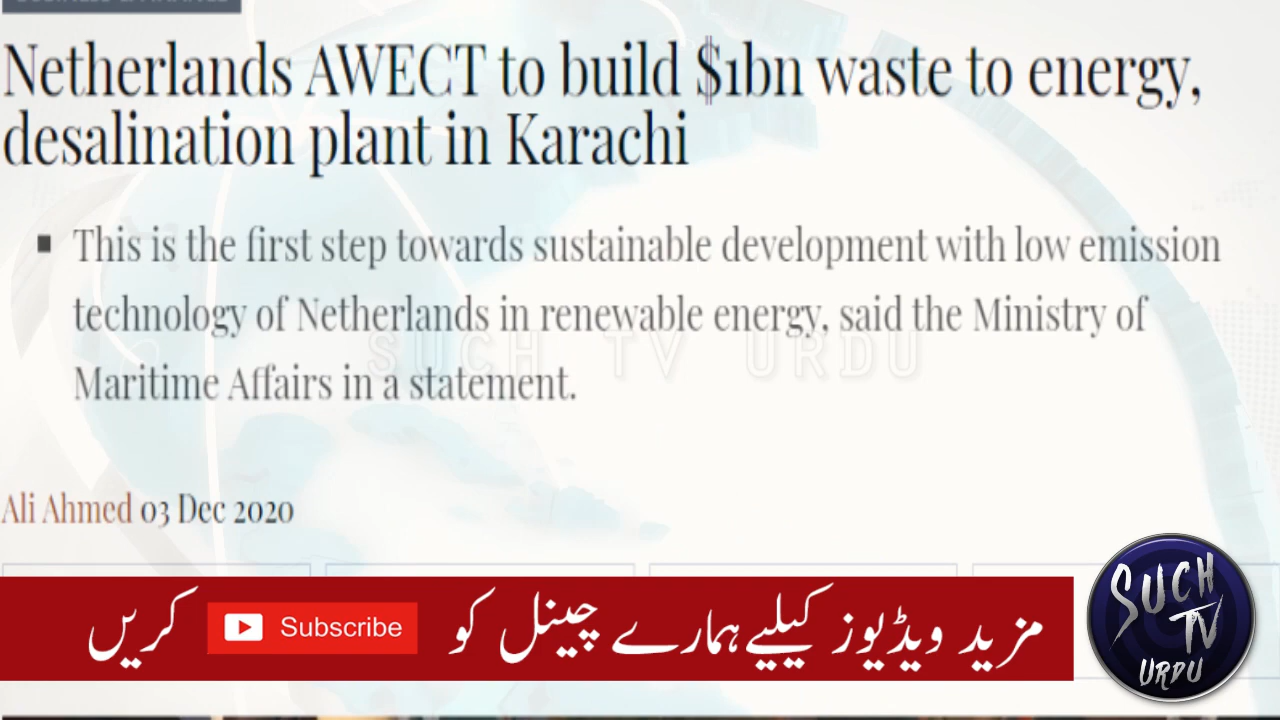 BUSINESS & FINANCE
Netherlands AWECT to build $1bn waste to energy,
desalination plant in Karachi
▪ This is the first step towards sustainable development with low emission
technology of Netherlands in renewable energy, said the Ministry of
SUCH TV URDU
Maritime Affairs in a statement.
Ali Ahmed 03 Dec 2020
مزید ویڈیوز کیلیے ہمارے چینل کو Subscribe کریں
SUCH
TV
URDU